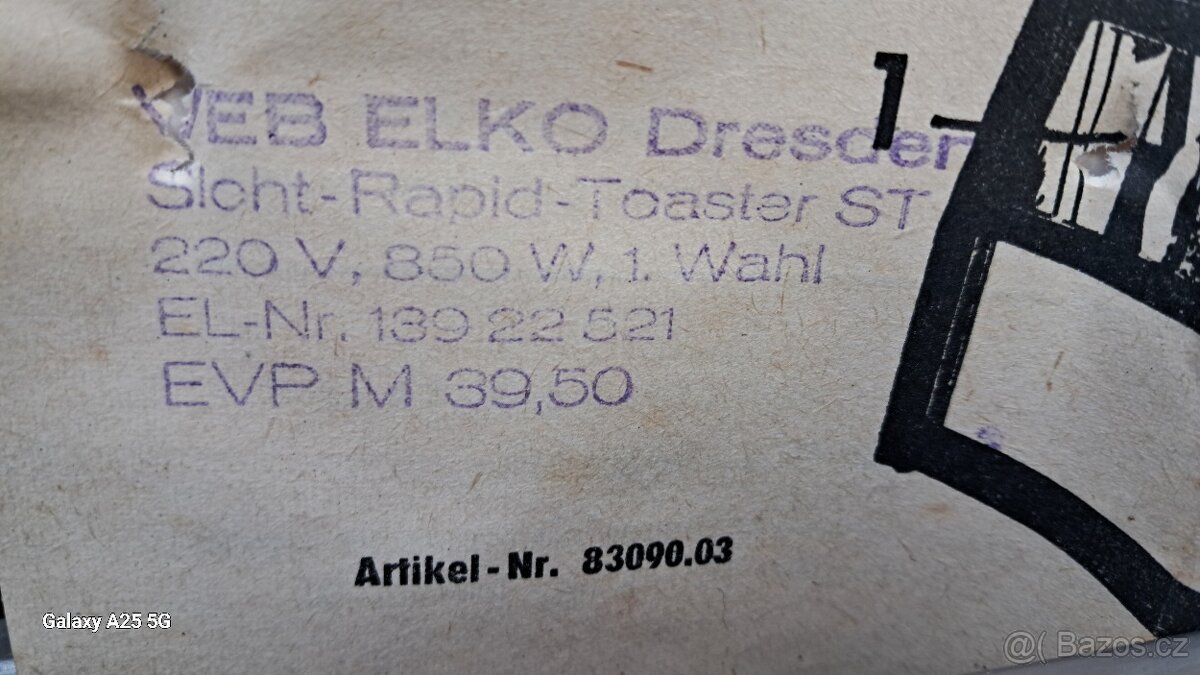 VEB ELKO Dresden
Sicht-Rapid-Toaster ST
220 V, 850 W, 1. Wahl
EL-Nr. 139 22 521
EVP M 39,50
1
Artikel-Nr. 83090.03
Galaxy A25 5G
@( Bazos.cz